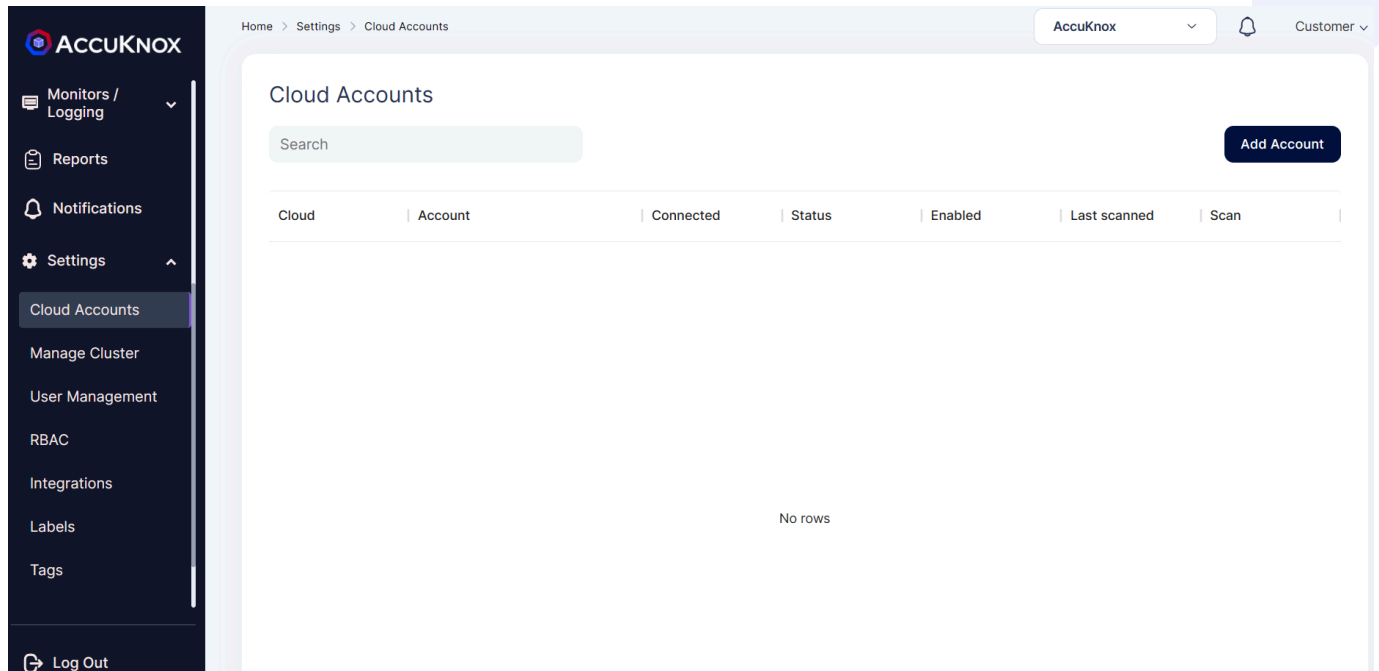 ACCUKNOX
Monitors /
Logging
Reports
Notifications
Settings
Cloud Accounts
Manage Cluster
User Management
RBAC
Integrations
Labels
Tags
Log Out
Home > Settings > Cloud Accounts
AccuKnox
Customer
Cloud Accounts
Search
Add Account
Cloud
Account
Connected
Status
Enabled
Last scanned
Scan
No rows